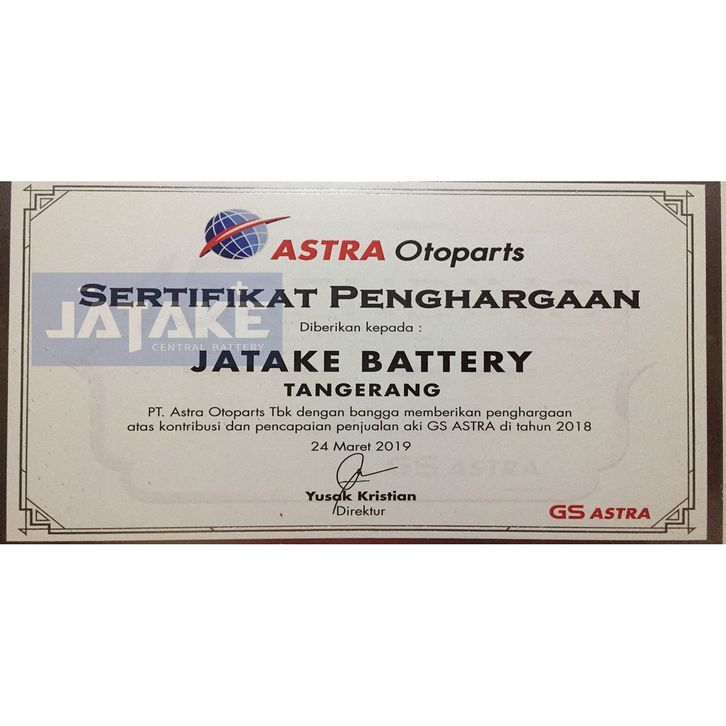 ASTRA Otoparts
SERTIFIKAT PENGHARGAAN
JATAKE
CENTRAL BATTERY
Diberikan kepada :
JATAKE BATTERY
TANGERANG
PT. Astra Otoparts Tbk dengan bangga memberikan penghargaan
atas kontribusi dan pencapaian penjualan aki GS ASTRA di tahun 2018
24 Maret 2019
GS ASTRA
Yusak Kristian
Direktur
GS ASTRA